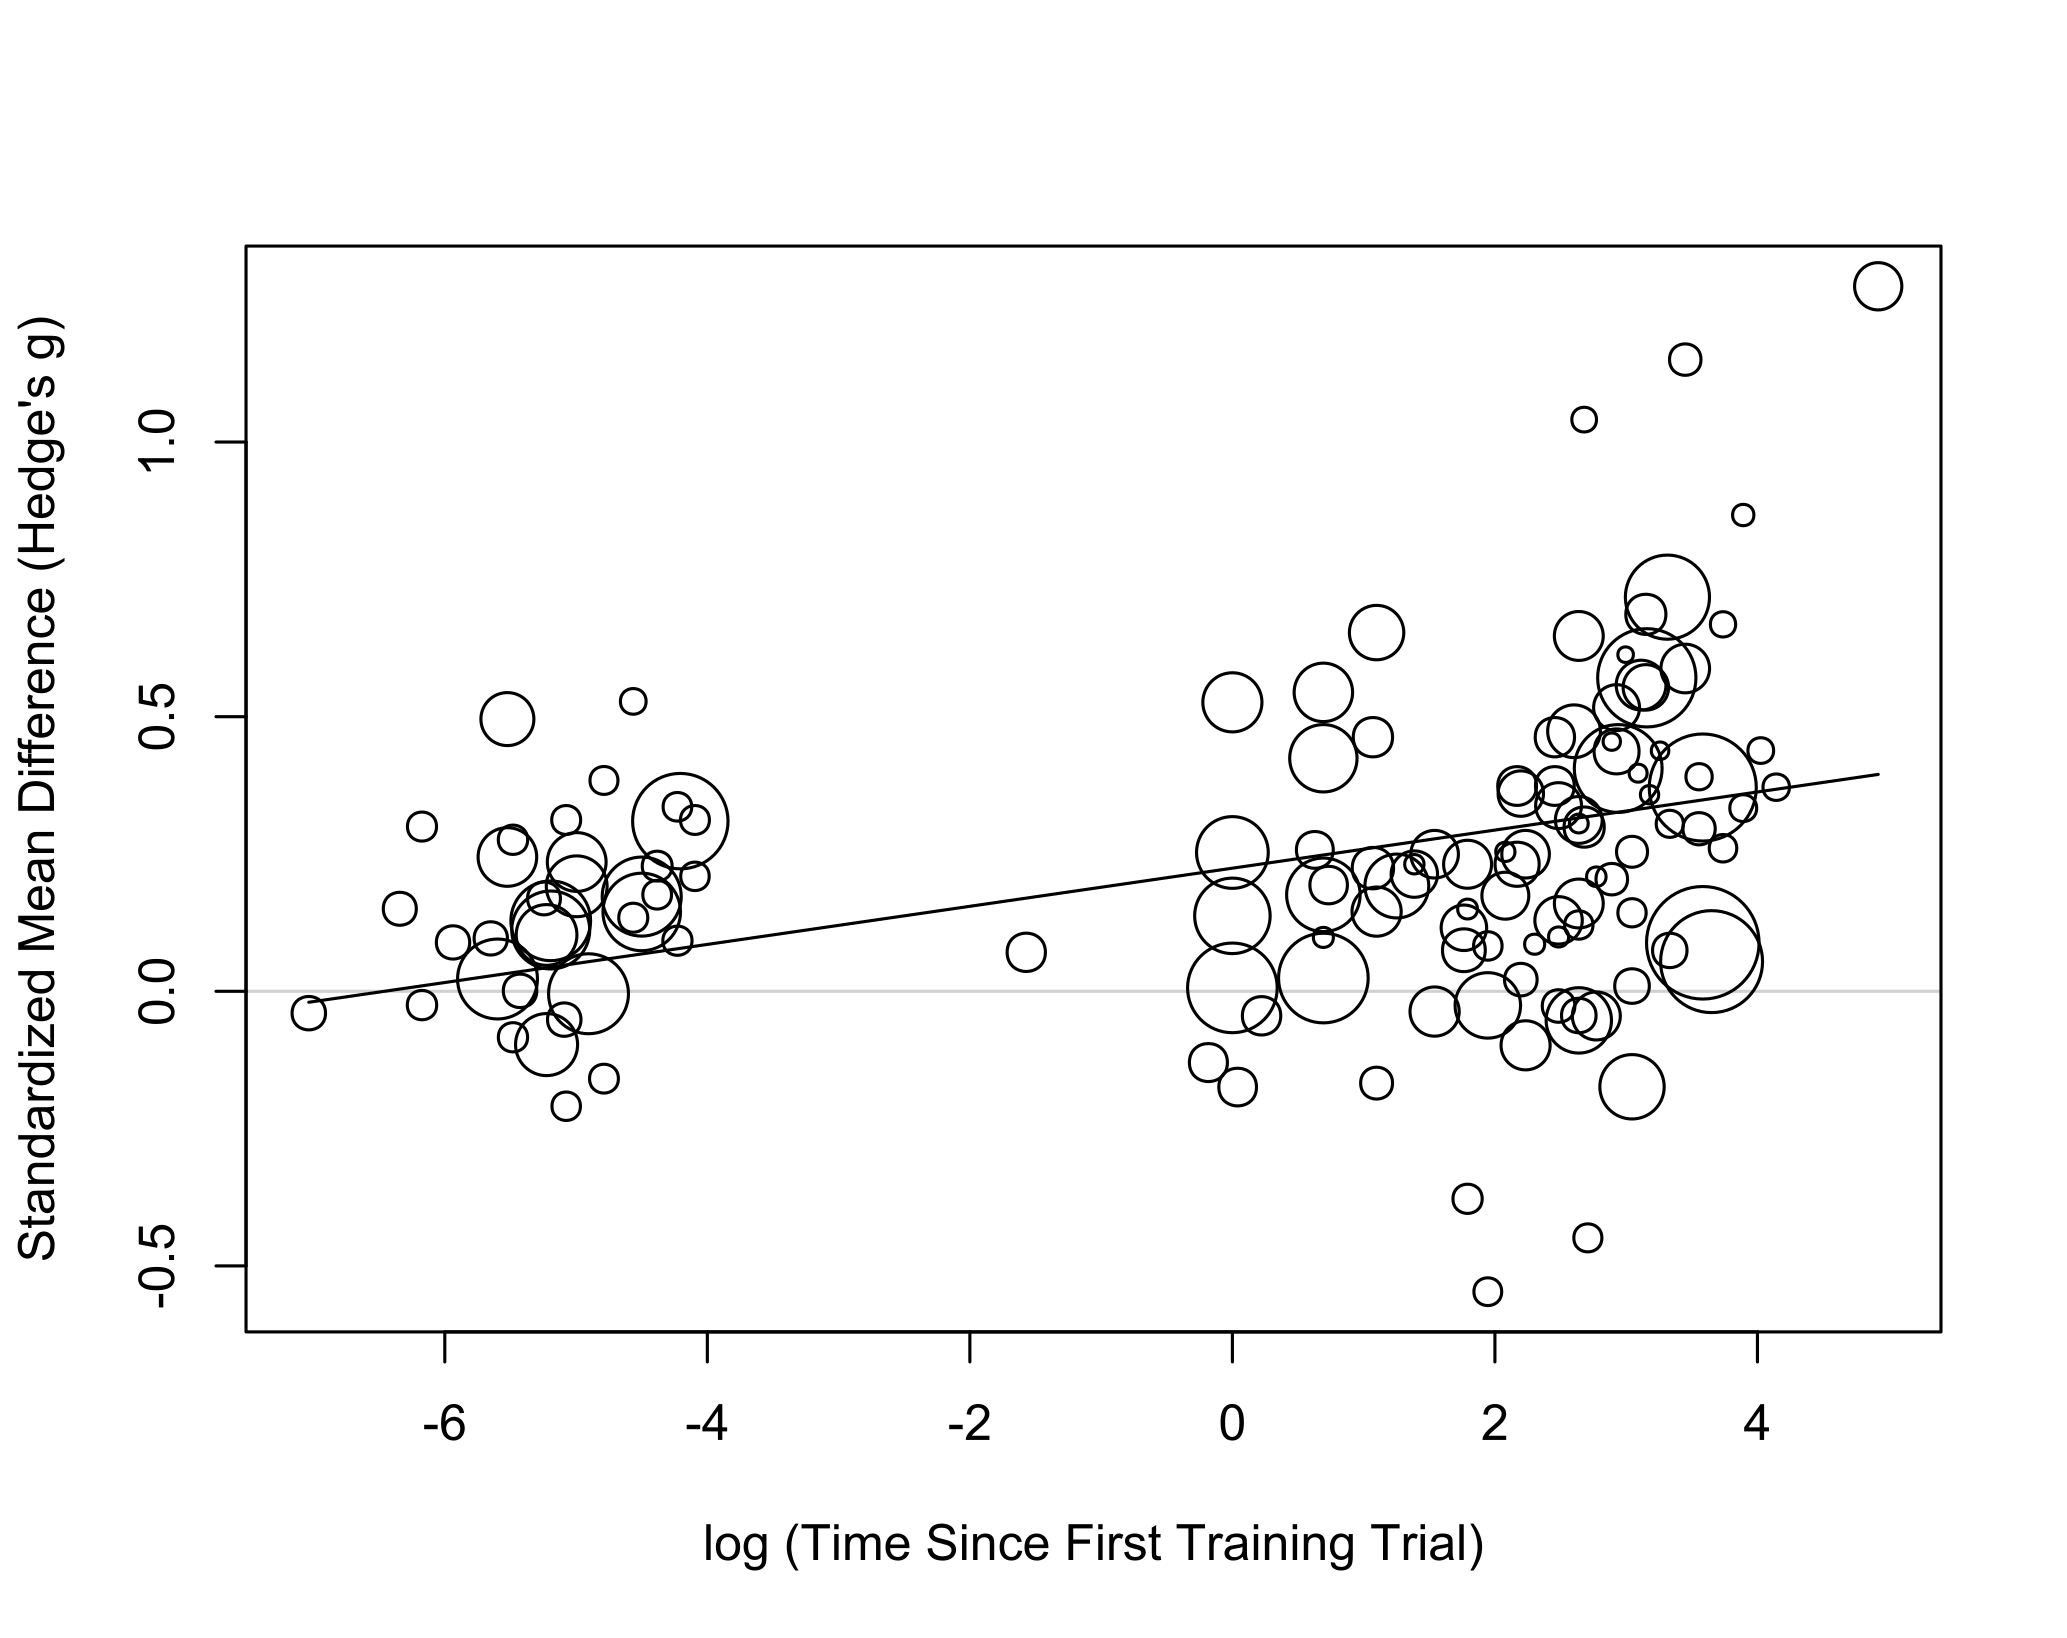 Standardized Mean Difference (Hedge's g)
1.0
0.5
0.0
-0.5
-6 -4 -2 0 2 4
log (Time Since First Training Trial)